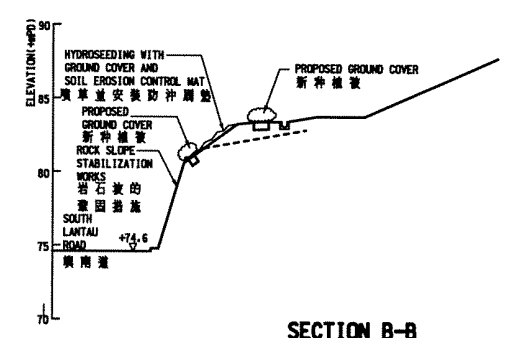 90
ELEVATION(+mPD)
HYDROSEEDING WITH
GROUND COVER AND
SOIL EROSION CONTROL MAT
噴草並安裝防沖刷墊
PROPOSED GROUND COVER
新種植被
85
PROPOSED
GROUND COVER
新種植被
ROCK SLOPE
STABILIZATION
WORKS
岩石坡的
鞏固措施
80
SOUTH
LANTAU
ROAD
+74.6
75
嶼南道
70
SECTION B-B